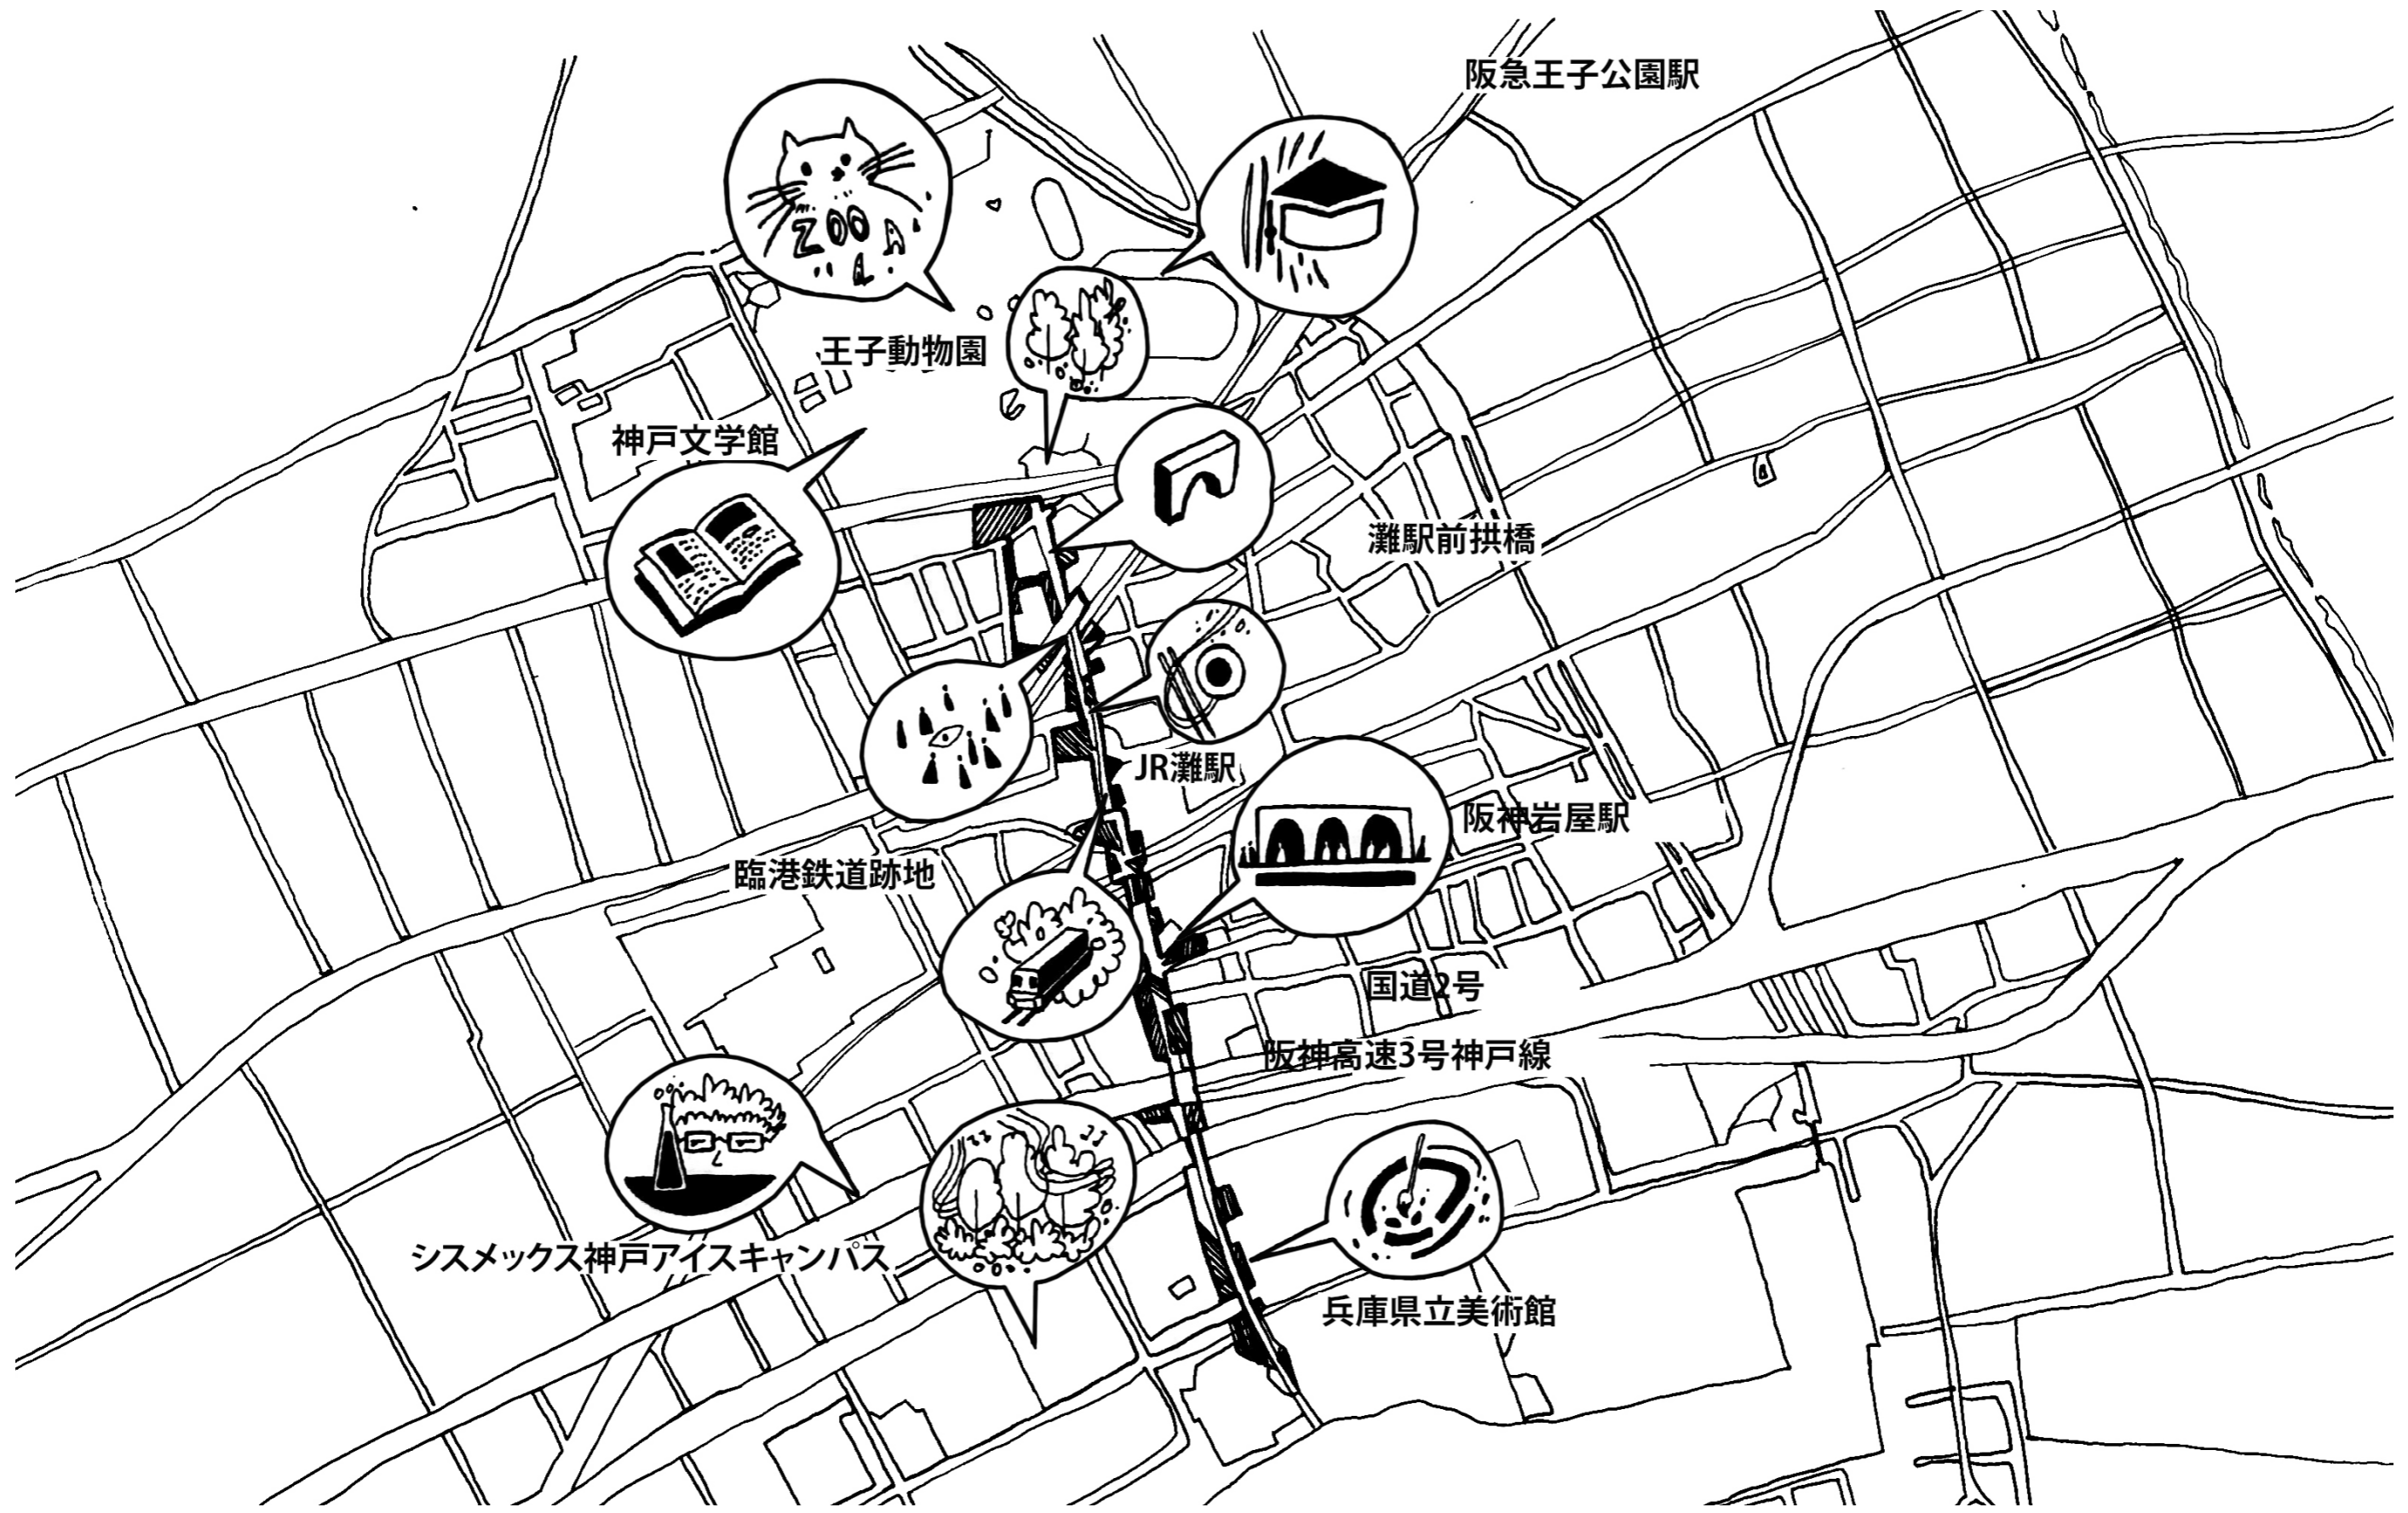 阪急王子公園駅
ZOO
王子動物園
神戸文学館
灘駅前拱橋
JR灘駅
阪神岩屋駅
臨港鉄道跡地
国道2号
阪神高速3号神戸線
シスメックス神戸アイスキャンパス
兵庫県立美術館